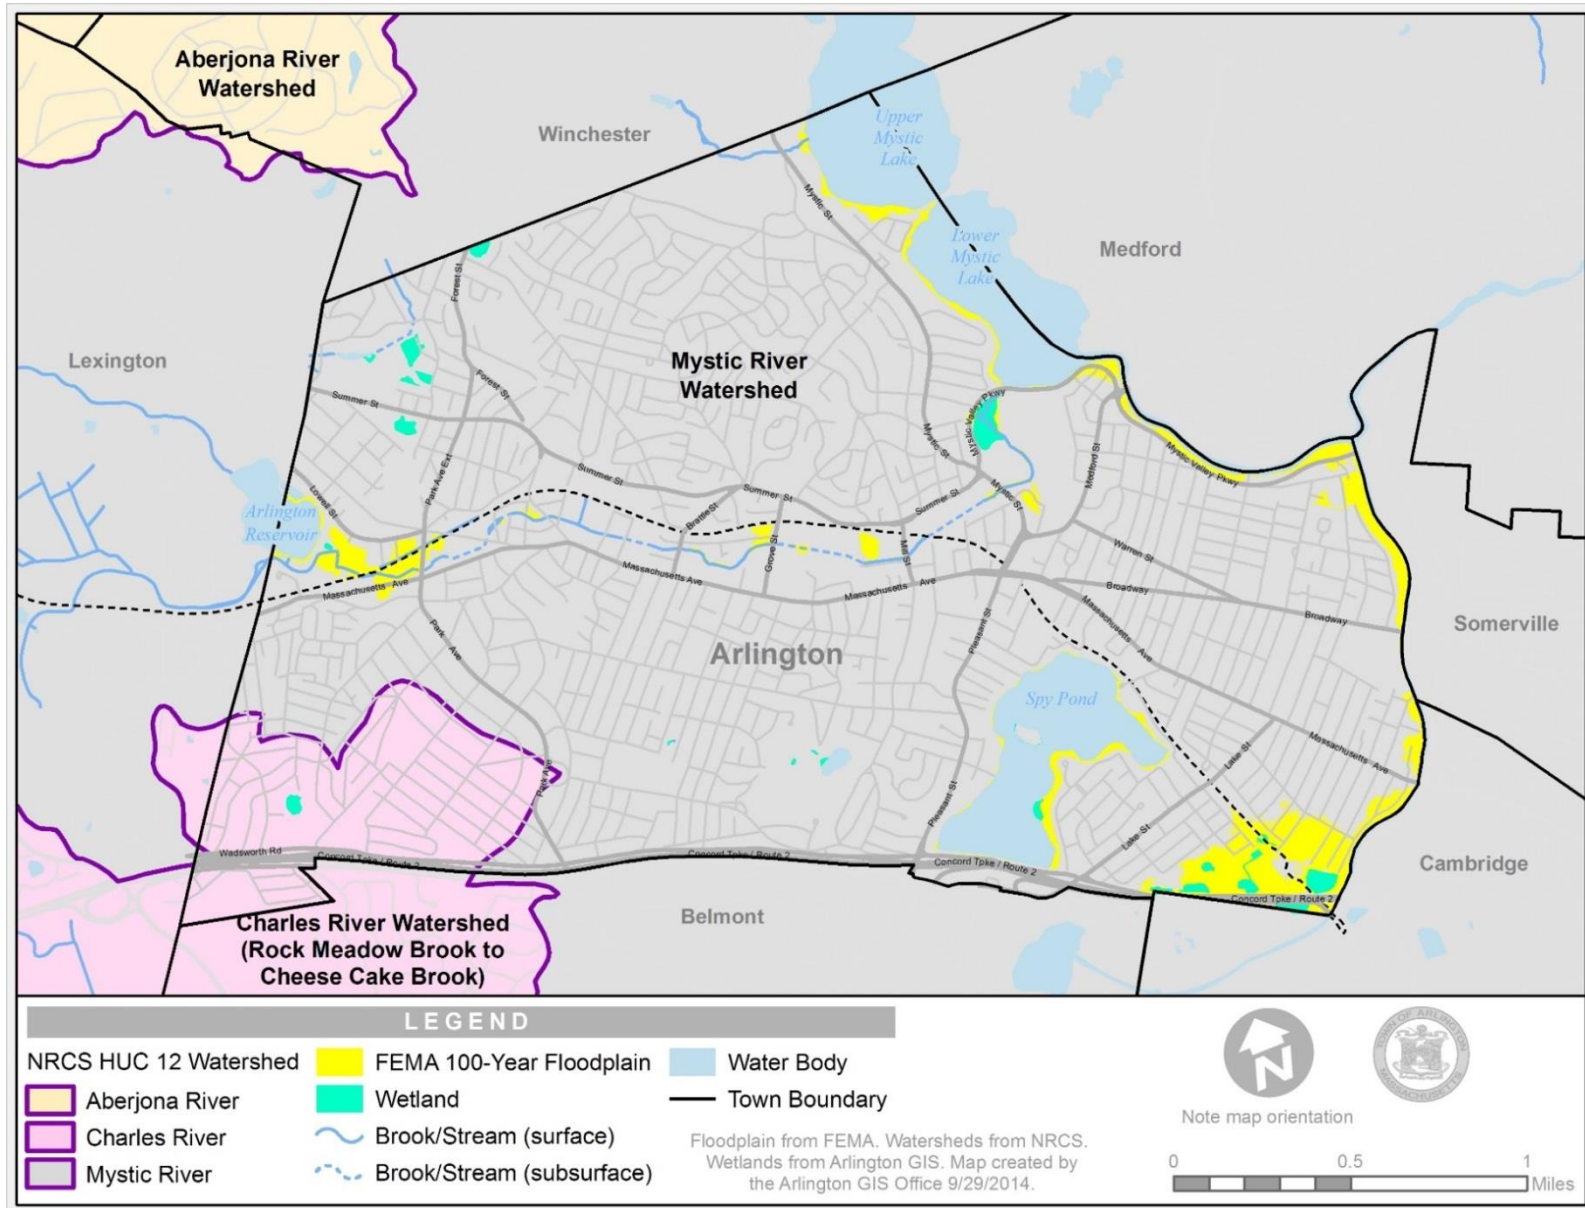 Aberjona River
Watershed
Winchester
Upper
Mystic
Lake
Mystic St
Lower
Mystic
Lake
Medford
Forest St
Lexington
Mystic River
Watershed
Forest St
Summer St
Mystic Valley Pkwy
Mystic Valley Pkwy
Mystic St
Medford St
Mystic Valley Pkwy
Park Ave Ext
Summer St
Summer St
Summer St
Mystic St
Lowell St
Arlington
Reservoir
Brattle St
Grove St
Mill St
Warren St
Massachusetts Ave
Massachusetts Ave
Massachusetts Ave
Broadway
Broadway
Massachusetts Ave
Somerville
Park Ave
Pleasant St
Arlington
Spy Pond
Lake St
Massachusetts Ave
Park Ave
Pleasant St
Lake St
Wadsworth Rd
Concord Tpke / Route 2
Concord Tpke / Route 2
Concord Tpke / Route 2
Cambridge
Concord Tpke / Route 2
Belmont
Charles River Watershed
(Rock Meadow Brook to
Cheese Cake Brook)
LEGEND
NRCS HUC 12 Watershed
Aberjona River
Charles River
Mystic River
FEMA 100-Year Floodplain
Wetland
Brook/Stream (surface)
Brook/Stream (subsurface)
Water Body
Town Boundary
Floodplain from FEMA. Watersheds from NRCS.
Wetlands from Arlington GIS. Map created by
the Arlington GIS Office 9/29/2014.
N
Note map orientation
TOWN OF ARLINGTON
MASSACHUSETTS
0 0.5 1
Miles